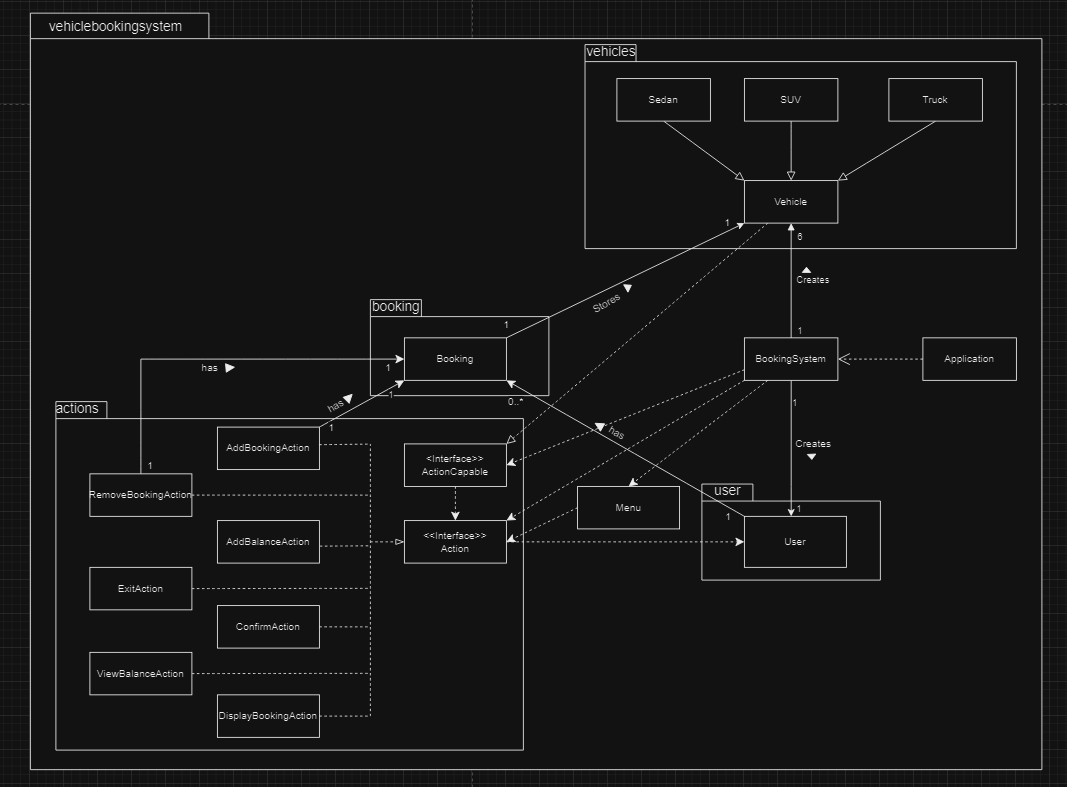 vehiclebookingsystem
vehicles
Sedan
SUV
Truck
Vehicle
1
6
Creates
Stores
booking
1
1
Booking
BookingSystem
Application
has
1
1
has
0..*
1
actions
1
Creates
AddBookingAction
<Interface>>
ActionCapable
has
1
RemoveBookingAction
user
Menu
1
1
AddBalanceAction
<<Interface>>
Action
User
ExitAction
ConfirmAction
ViewBalanceAction
DisplayBookingAction